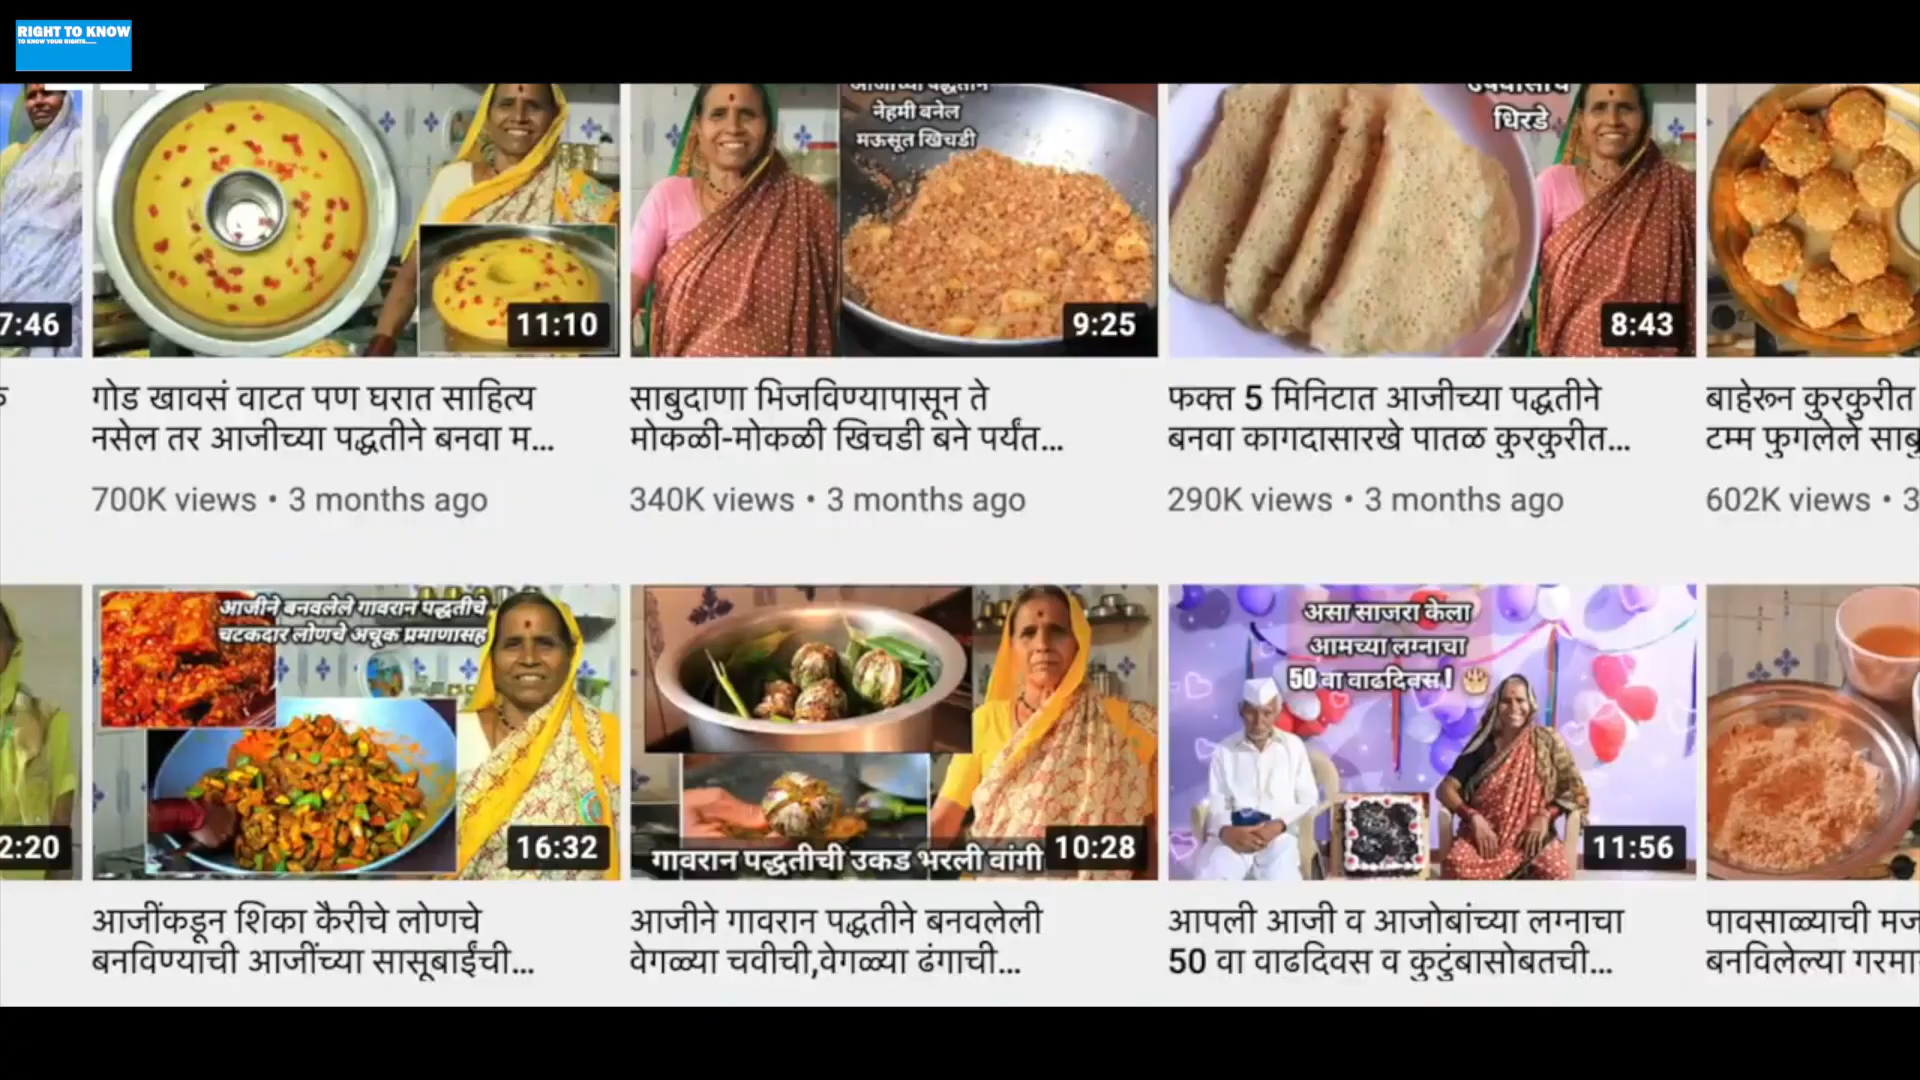 RIGHT TO KNOW
TO KNOW YOUR RIGHTS......
नेहमी बनेल
मऊसूत खिचडी
धिरडे
7:46
11:10
9:25
8:43
गोड खावसं वाटत पण घरात साहित्य
नसेल तर आजीच्या पद्धतीने बनवा म...
700K views • 3 months ago
साबुदाणा भिजविण्यापासून ते
मोकळी-मोकळी खिचडी बने पर्यंत...
340K views • 3 months ago
फक्त 5 मिनिटात आजीच्या पद्धतीने
बनवा कागदासारखे पातळ कुरकुरीत...
290K views • 3 months ago
बाहेरून कुरकुरीत
टम्म फुगलेले साबु
602K views • 3
आजीने बनवलेले गावरान पद्धतीचे
चटकदार लोणचे अचूक प्रमाणासह
गावरान पद्धतीची उकड भरली वांगी
असा साजरा केला
आमच्या लग्नाचा
50 वा वाढदिवस !
2:20
16:32
10:28
11:56
आजींकडून शिका कैरीचे लोणचे
बनविण्याची आजींच्या सासूबाईंची...
आजीने गावरान पद्धतीने बनवलेली
वेगळ्या चवीची,वेगळ्या ढंगाची...
आपली आजी व आजोबांच्या लग्नाचा
50 वा वाढदिवस व कुटुंबासोबतची...
पावसाळ्याची मज
बनविलेल्या गरमा